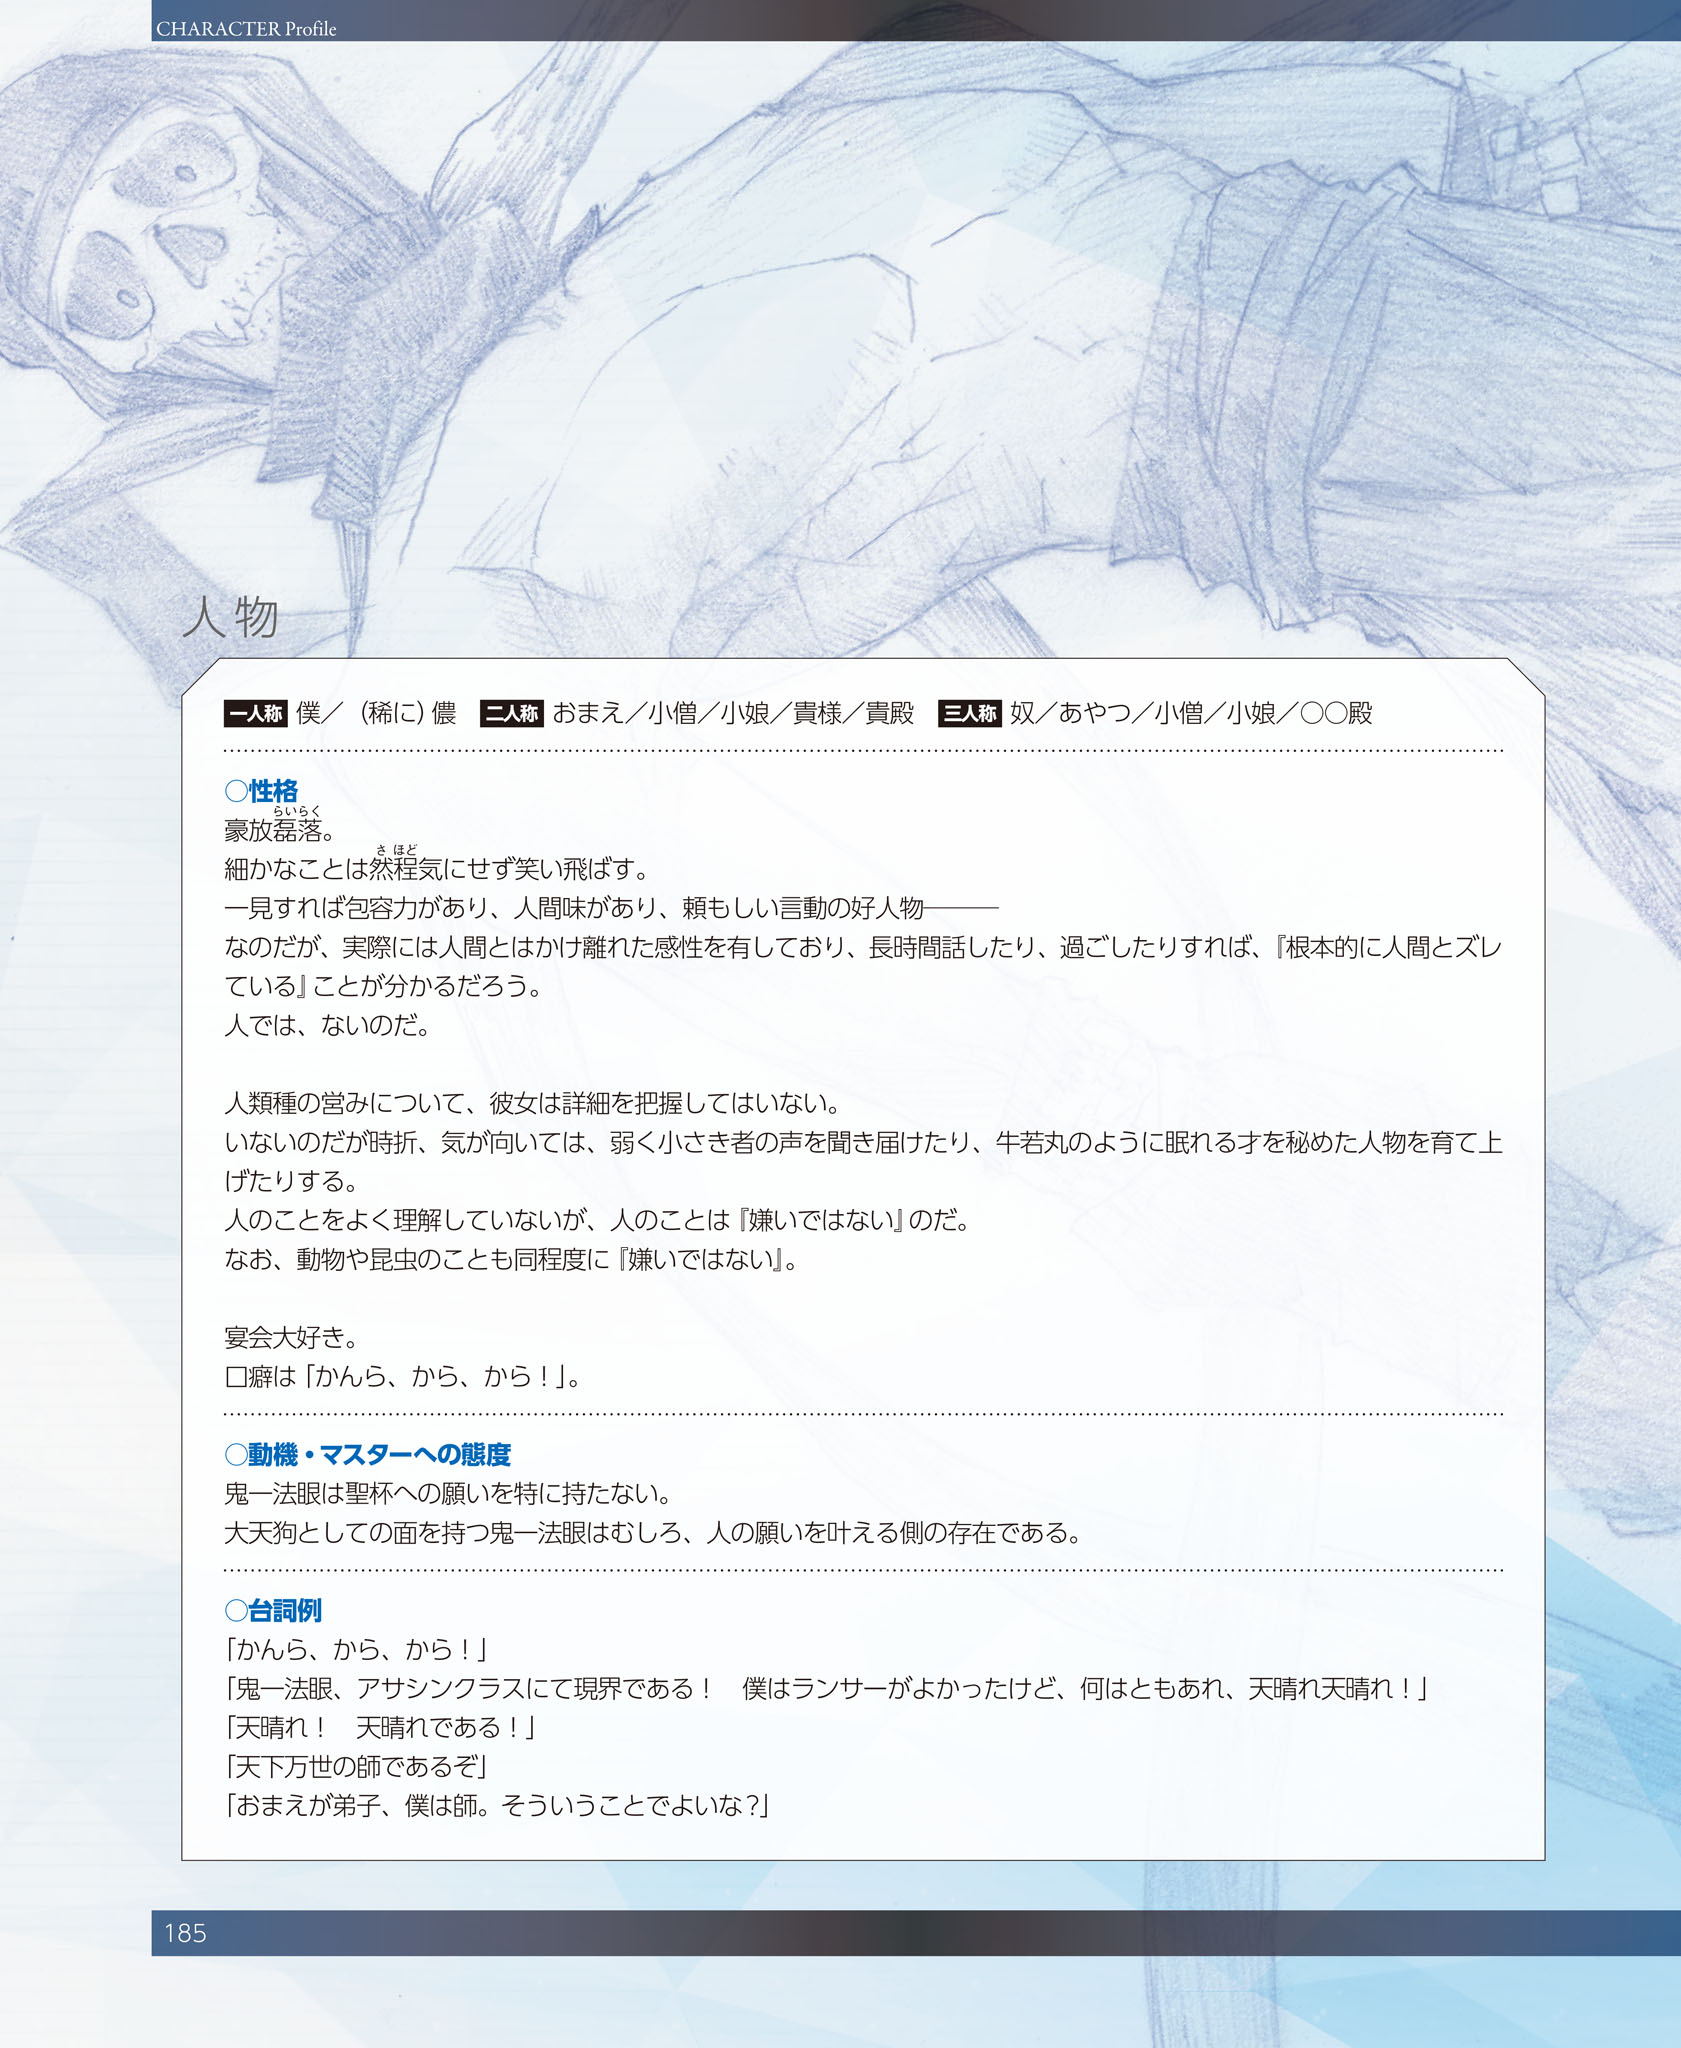 CHARACTER Profile
人物
一人称 僕／（稀に）儂 二人称 おまえ／小僧／小娘／貴様／貴殿 三人称 奴／あやつ／小僧／小娘／○○殿
○性格
らいらく
豪放磊落。
さ ほど
細かなことは然程気にせず笑い飛ばす。
一見すれば包容力があり、人間味があり、頼もしい言動の好人物―――
なのだが、実際には人間とはかけ離れた感性を有しており、長時間話したり、過ごしたりすれば、『根本的に人間とズレ
ている』ことが分かるだろう。
人では、ないのだ。
人類種の営みについて、彼女は詳細を把握してはいない。
いないのだが時折、気が向いては、弱く小さき者の声を聞き届けたり、牛若丸のように眠れる才を秘めた人物を育て上
げたりする。
人のことをよく理解していないが、人のことは『嫌いではない』のだ。
なお、動物や昆虫のことも同程度に『嫌いではない』。
宴会大好き。
口癖は「かんら、から、から！」。
○動機・マスターへの態度
鬼一法眼は聖杯への願いを特に持たない。
大天狗としての面を持つ鬼一法眼はむしろ、人の願いを叶える側の存在である。
○台詞例
「かんら、から、から！」
「鬼一法眼、アサシンクラスにて現界である！　僕はランサーがよかったけど、何はともあれ、天晴れ天晴れ！」
「天晴れ！　天晴れである！」
「天下万世の師であるぞ」
「おまえが弟子、僕は師。そういうことでよいな？」
185